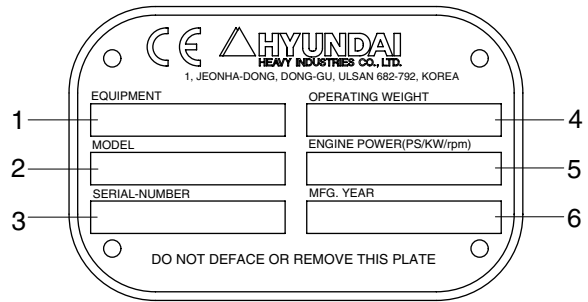 CE HYUNDAI
HEAVY INDUSTRIES CO., LTD.
1, JEONHA-DONG, DONG-GU, ULSAN 682-792, KOREA
EQUIPMENT OPERATING WEIGHT
1 4
MODEL ENGINE POWER(PS/KW/rpm)
2 5
SERIAL-NUMBER MFG. YEAR
3 6
DO NOT DEFACE OR REMOVE THIS PLATE